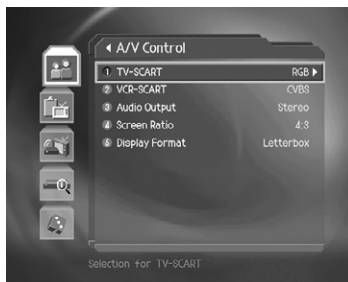 A/V Control
1 TV-SCART RGB
2 VCR-SCART CVBS
3 Audio Output Stereo
4 Screen Ratio 4:3
5 Display Format Letterbox
Selection for TV-SCART